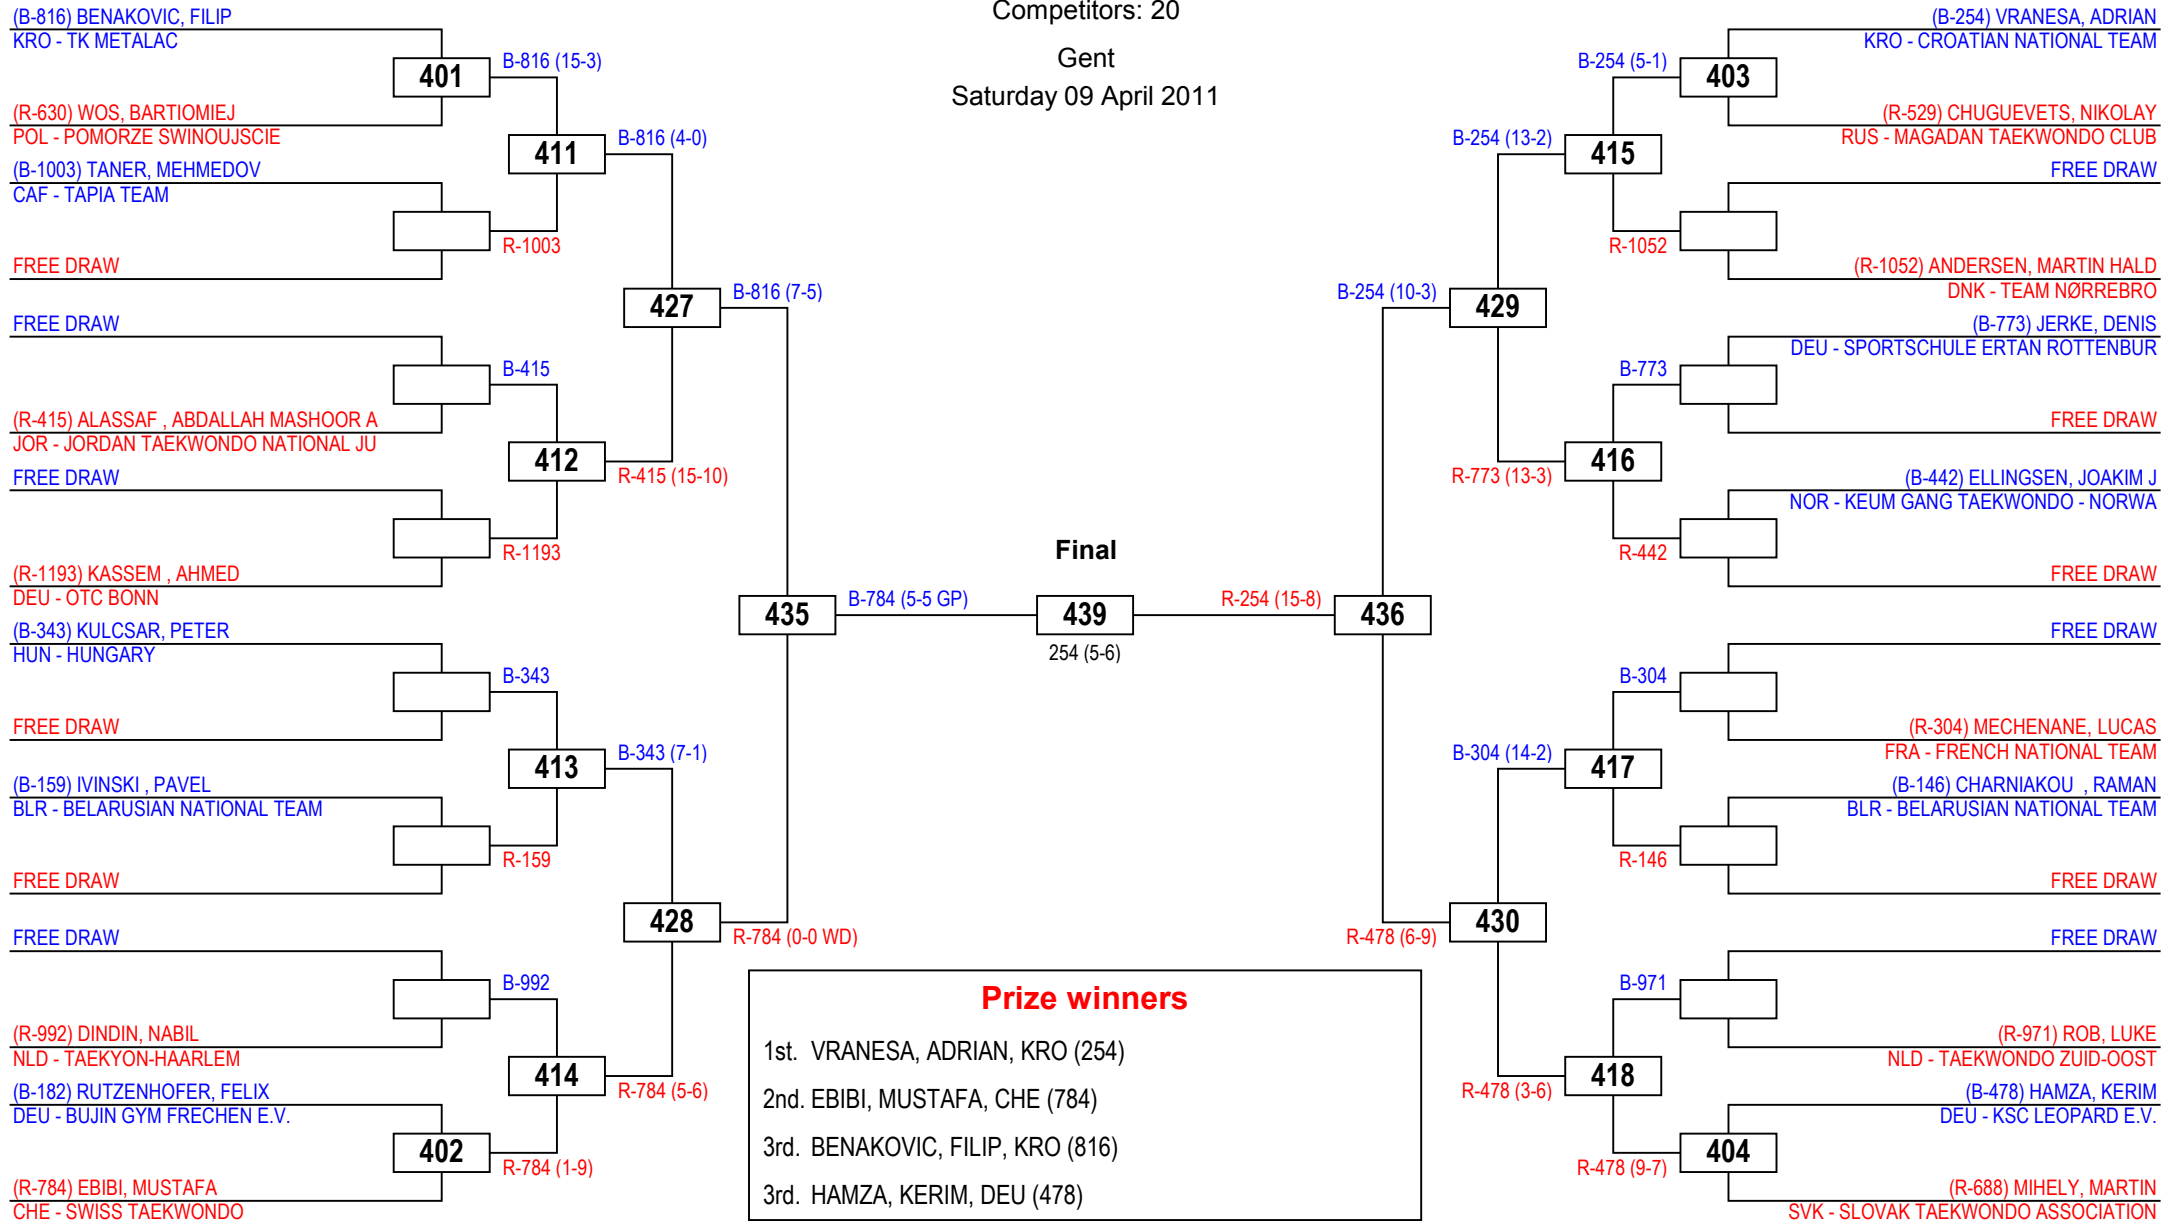 Competitors: 20
Gent
Saturday 09 April 2011
(B-816) BENAKOVIC, FILIP
KRO - TK METALAC
401
B-816 (15-3)
(R-630) WOS, BARTIOMIEJ
POL - POMORZE SWINOUJSCIE
411
B-816 (4-0)
(B-1003) TANER, MEHMEDOV
CAF - TAPIA TEAM
R-1003
FREE DRAW
427
B-816 (7-5)
FREE DRAW
B-415
(R-415) ALASSAF , ABDALLAH MASHOOR A
JOR - JORDAN TAEKWONDO NATIONAL JU
412
R-415 (15-10)
FREE DRAW
R-1193
(R-1193) KASSEM , AHMED
DEU - OTC BONN
435
B-784 (5-5 GP)
(B-343) KULCSAR, PETER
HUN - HUNGARY
B-343
FREE DRAW
413
B-343 (7-1)
(B-159) IVINSKI , PAVEL
BLR - BELARUSIAN NATIONAL TEAM
R-159
FREE DRAW
428
R-784 (0-0 WD)
FREE DRAW
B-992
(R-992) DINDIN, NABIL
NLD - TAEKYON-HAARLEM
414
R-784 (5-6)
(B-182) RUTZENHOFER, FELIX
DEU - BUJIN GYM FRECHEN E.V.
402
R-784 (1-9)
(R-784) EBIBI, MUSTAFA
CHE - SWISS TAEKWONDO
Final
439
254 (5-6)
(B-254) VRANESA, ADRIAN
KRO - CROATIAN NATIONAL TEAM
B-254 (5-1)
403
(R-529) CHUGUEVETS, NIKOLAY
RUS - MAGADAN TAEKWONDO CLUB
B-254 (13-2)
415
FREE DRAW
R-1052
(R-1052) ANDERSEN, MARTIN HALD
DNK - TEAM NØRREBRO
B-254 (10-3)
429
(B-773) JERKE, DENIS
DEU - SPORTSCHULE ERTAN ROTTENBUR
B-773
FREE DRAW
R-773 (13-3)
416
(B-442) ELLINGSEN, JOAKIM J
NOR - KEUM GANG TAEKWONDO - NORWA
R-442
FREE DRAW
R-254 (15-8)
436
FREE DRAW
B-304
(R-304) MECHENANE, LUCAS
FRA - FRENCH NATIONAL TEAM
B-304 (14-2)
417
(B-146) CHARNIAKOU , RAMAN
BLR - BELARUSIAN NATIONAL TEAM
R-146
FREE DRAW
R-478 (6-9)
430
FREE DRAW
B-971
(R-971) ROB, LUKE
NLD - TAEKWONDO ZUID-OOST
R-478 (3-6)
418
(B-478) HAMZA, KERIM
DEU - KSC LEOPARD E.V.
R-478 (9-7)
404
(R-688) MIHELY, MARTIN
SVK - SLOVAK TAEKWONDO ASSOCIATION
Prize winners
1st. VRANESA, ADRIAN, KRO (254)
2nd. EBIBI, MUSTAFA, CHE (784)
3rd. BENAKOVIC, FILIP, KRO (816)
3rd. HAMZA, KERIM, DEU (478)